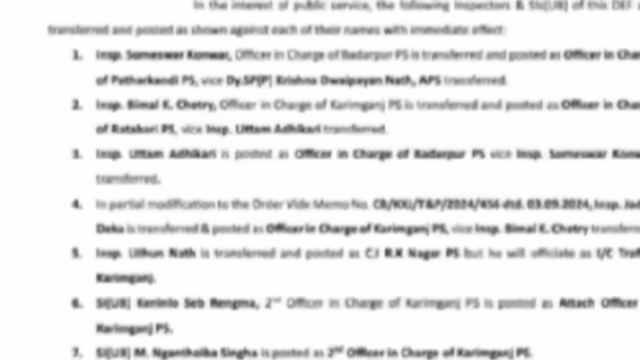 In the interest of public service, the following Inspectors & SIs[UB] of this DEF
transferred and posted as shown against each of their names with immediate effect:
1. Insp. Someswar Konwar, Officer in Charge of Badarpur PS is transferred and posted as Officer in Char
of Patharkandi PS, vice Dy.SP[P] Krishna Dwaipayan Nath, APS transferred.
2. Insp. Bimal K. Chetry, Officer in Charge of Karimganj PS is transferred and posted as Officer in Char
of Ratabari PS, vice Insp. Uttam Adhikari transferred.
3. Insp. Uttam Adhikari is posted as Officer in Charge of Badarpur PS vice Insp. Someswar Konw
transferred.
4. In partial modification to the Order Vide Memo No. CB/KXJ/T&P/2024/456 dtd. 03.09.2024, Insp.
Deka is transferred & posted as Officer in Charge of Karimganj PS, vice Insp. Bimal K. Chetry transferr
5. Insp. Lithun Nath is transferred and posted as C.I R.K Nagar PS but he will officiate as I/C Traf
Karimganj.
6. SI[UB] Keninlo Seb Rengma, 2nd Officer in Charge of Karimganj PS is posted as Attach Officer
Karimganj PS.
7. SI[UB] M. Ngantholba Singha is posted as 2nd Officer in Charge of Karimganj PS.